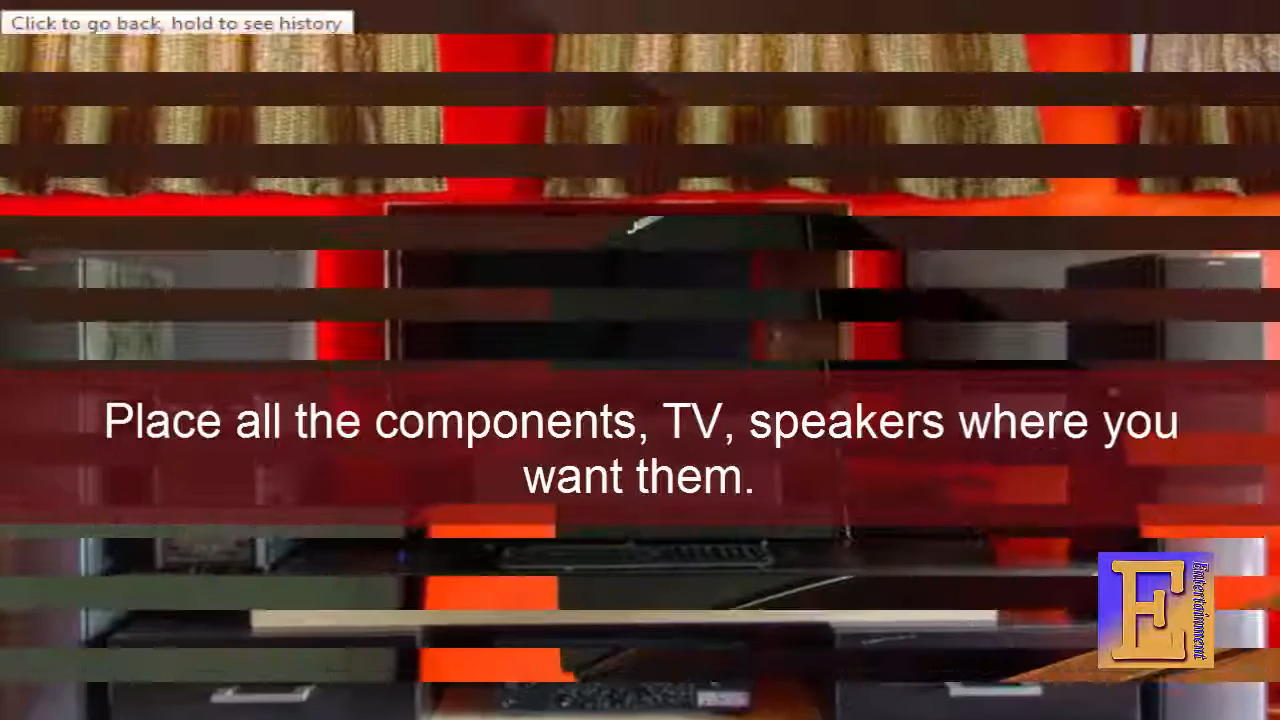 Click to go back, hold to see history
Place all the components, TV, speakers where you
want them.
E
Entertainment